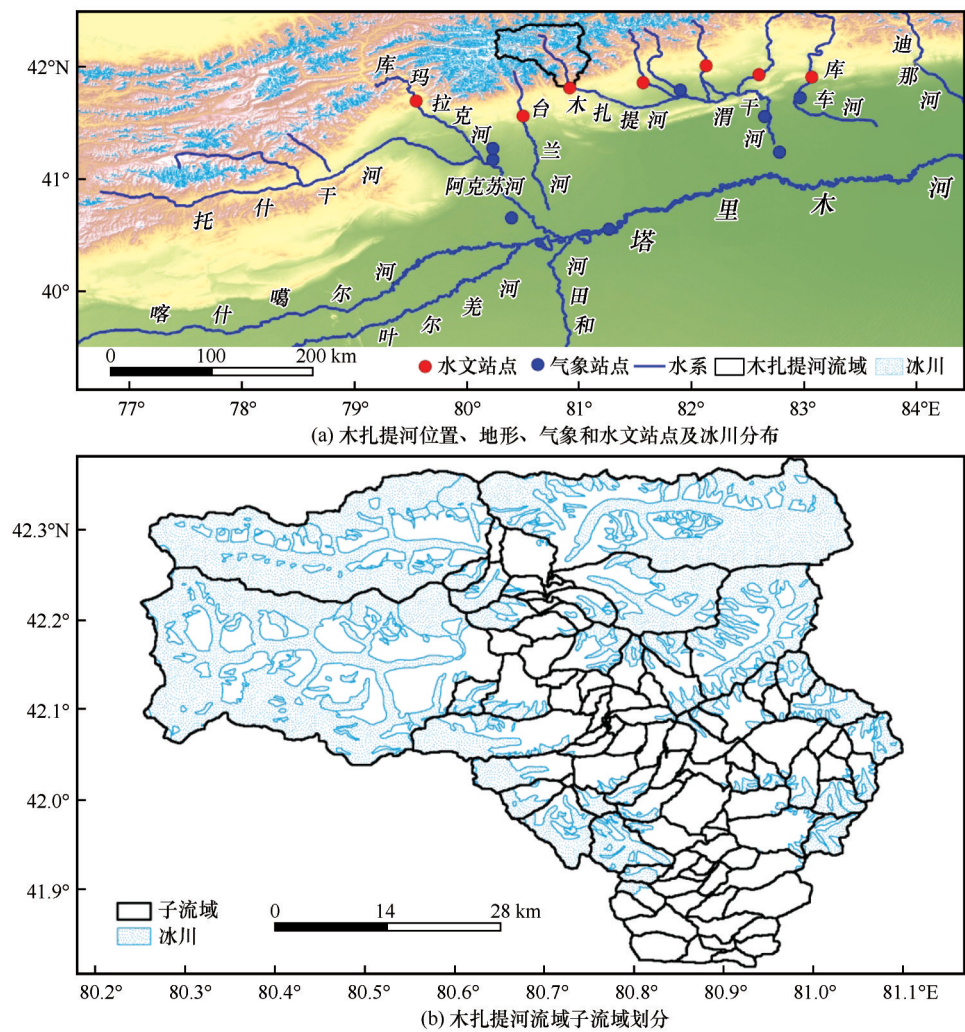 42°N
41°
40°
库玛拉克河
台兰河
木扎提河
渭干河
库车河
迪那河
托什干河
阿克苏河
塔里木河
喀什噶尔河
叶尔羌河
和田河
0 100 200 km
水文站点 气象站点 水系 木扎提河流域 冰川
77° 78° 79° 80° 81° 82° 83° 84°E
(a) 木扎提河位置、地形、气象和水文站点及冰川分布
42.3°N
42.2°
42.1°
42.0°
41.9°
子流域
冰川
0 14 28 km
80.2° 80.3° 80.4° 80.5° 80.6° 80.7° 80.8° 80.9° 81.0° 81.1°E
(b) 木扎提河流域子流域划分